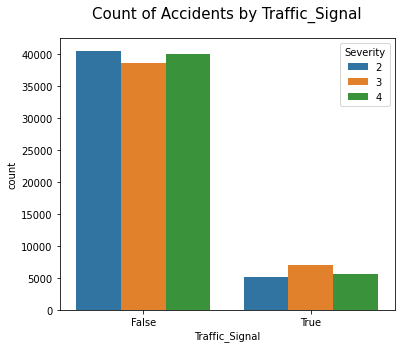 Count of Accidents by Traffic_Signal
Severity
2
3
4
40000
35000
30000
25000
20000
15000
10000
5000
0
count
False
True
Traffic_Signal